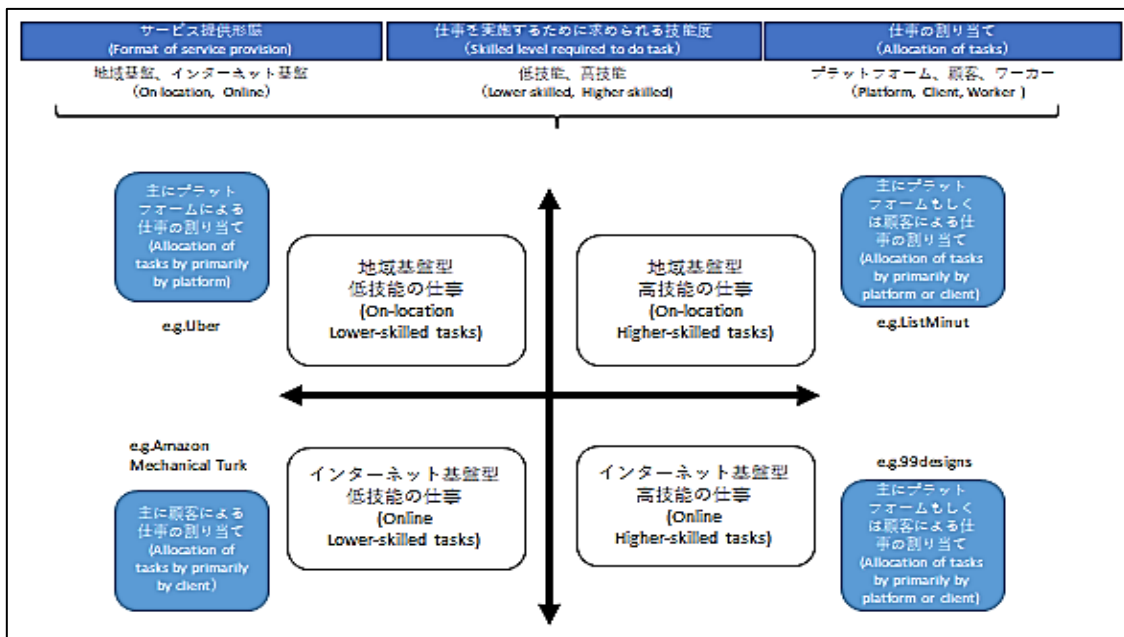 サービス提供形態
(Format of service provision)
仕事を実施するために求められる技能度
(Skilled level required to do task)
仕事の割り当て
(Allocation of tasks)
地域基盤、インターネット基盤
(On location, Online)
低技能、高技能
(Lower-skilled, Higher skilled)
プラットフォーム、顧客、ワーカー
(Platform, Client, Worker )
主にプラット
フォームによる
仕事の割り当て
(Allocation of
tasks by primarily
by platform)
e.g.Uber
地域基盤型
低技能の仕事
(On-location
Lower-skilled tasks)
地域基盤型
高技能の仕事
(On-location
Higher-skilled tasks)
主にプラット
フォームもしく
は顧客による仕
事の割り当て
(Allocation of tasks
by primarily by
platform or client)
e.g.ListMinut
e.g.Amazon
Mechanical Turk
主に顧客による
仕事の割り当て
(Allocation of
tasks by primarily
by client)
インターネット基盤型
低技能の仕事
(Online
Lower-skilled tasks)
インターネット基盤型
高技能の仕事
(Online
Higher-skilled tasks)
e.g.99designs
主にプラット
フォームもしく
は顧客による仕
事の割り当て
(Allocation of tasks
by primarily by
platform or client)